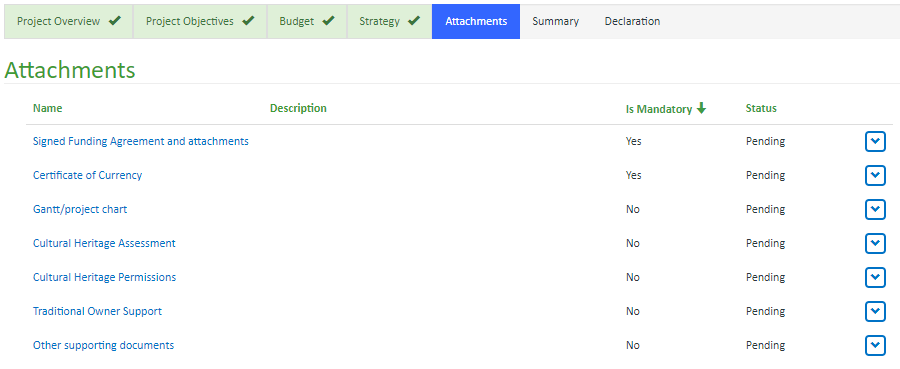 Project Overview Project Objectives Budget Strategy Attachments Summary Declaration
Attachments
Name Description Is Mandatory Status
Signed Funding Agreement and attachments Yes Pending
Certificate of Currency Yes Pending
Gantt/project chart No Pending
Cultural Heritage Assessment No Pending
Cultural Heritage Permissions No Pending
Traditional Owner Support No Pending
Other supporting documents No Pending